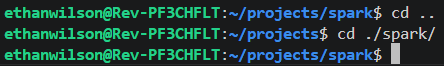 ethanwilson@Rev-PF3CHFLT:~/projects/spark$ cd ..
ethanwilson@Rev-PF3CHFLT:~/projects$ cd ./spark/
ethanwilson@Rev-PF3CHFLT:~/projects/spark$